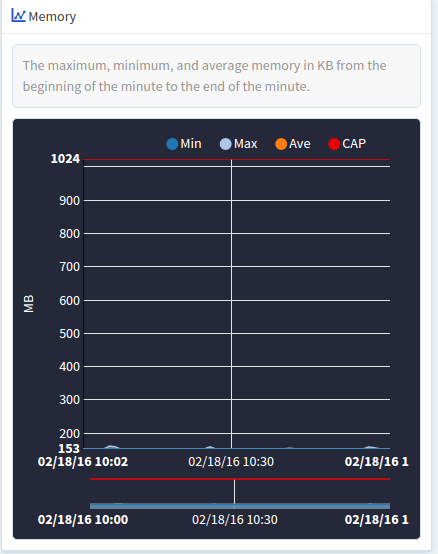 Memory
The maximum, minimum, and average memory in KB from the
beginning of the minute to the end of the minute.
Min Max Ave CAP
1024
900
800
700
600
500
400
300
200
153
MB
02/18/16 10:02 02/18/16 10:30 02/18/16 1
02/18/16 10:00 02/18/16 10:30 02/18/16 1